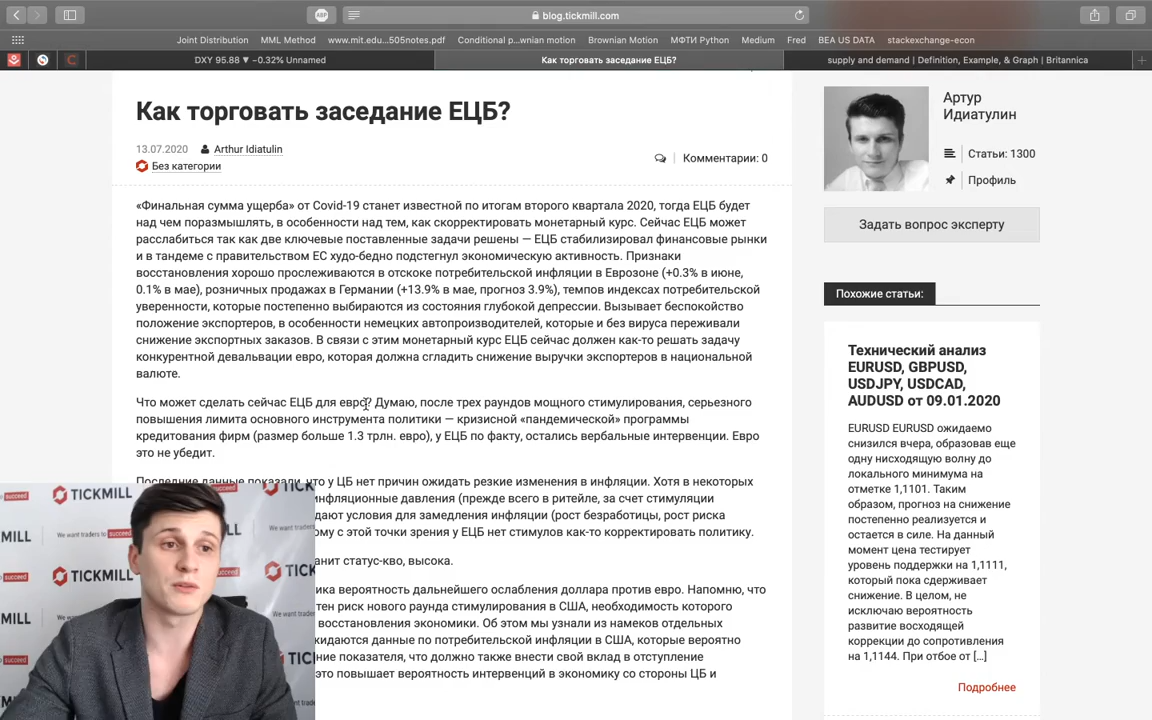 blog.tickmill.com
Joint Distribution
MML Method
www.mit.edu...505notes.pdf
Conditional p...wnian motion
Brownian Motion
МФТИ Python
Medium
Fred
BEA US DATA
stackexchange-econ
DXY 95.88 ▼ −0.32% Unnamed
Как торговать заседание ЕЦБ?
supply and demand | Definition, Example, & Graph | Britannica
Как торговать заседание ЕЦБ?
13.07.2020
Arthur Idiatulin
Без категории
Комментарии: 0
«Финальная сумма ущерба» от Covid-19 станет известной по итогам второго квартала 2020, тогда ЕЦБ будет
над чем поразмышлять, в особенности над тем, как скорректировать монетарный курс. Сейчас ЕЦБ может
расслабиться так как две ключевые поставленные задачи решены — ЕЦБ стабилизировал финансовые рынки
и в тандеме с правительством ЕС худо-бедно подстегнул экономическую активность. Признаки
восстановления хорошо прослеживаются в отскоке потребительской инфляции в Еврозоне (+0.3% в июне,
0.1% в мае), розничных продажах в Германии (+13.9% в мае, прогноз 3.9%), темпов индексах потребительской
уверенности, которые постепенно выбираются из состояния глубокой депрессии. Вызывает беспокойство
положение экспортеров, в особенности немецких автопроизводителей, которые и без вируса переживали
снижение экспортных заказов. В связи с этим монетарный курс ЕЦБ сейчас должен как-то решать задачу
конкурентной девальвации евро, которая должна сгладить снижение выручки экспортеров в национальной
валюте.
Что может сделать сейчас ЕЦБ для евро? Думаю, после трех раундов мощного стимулирования, серьезного
повышения лимита основного инструмента политики — кризисной «пандемической» программы
кредитования фирм (размер больше 1.3 трлн. евро), у ЕЦБ по факту, остались вербальные интервенции. Евро
это не убедит.
Последние данные показали, что у ЦБ нет причин ожидать резкие изменения в инфляции. Хотя в некоторых
инфляционные давления (прежде всего в ритейле, за счет стимуляции
дают условия для замедления инфляции (рост безработицы, рост риска
ому с этой точки зрения у ЕЦБ нет стимулов как-то корректировать политику.
анит статус-кво, высока.
ика вероятность дальнейшего ослабления доллара против евро. Напомню, что
тен риск нового раунда стимулирования в США, необходимость которого
восстановления экономики. Об этом мы узнали из намеков отдельных
жидаются данные по потребительской инфляции в США, которые вероятно
ние показателя, что должно также внести свой вклад в отступление
это повышает вероятность интервенций в экономику со стороны ЦБ и
Артур
Идиатулин
Статьи: 1300
Профиль
Задать вопрос эксперту
Похожие статьи:
Технический анализ
EURUSD, GBPUSD,
USDJPY, USDCAD,
AUDUSD от 09.01.2020
EURUSD EURUSD ожидаемо
снизился вчера, образовав еще
одну нисходящую волну до
локального минимума на
отметке 1,1101. Таким
образом, прогноз на снижение
постепенно реализуется и
остается в силе. На данный
момент цена тестирует
уровень поддержки на 1,1111,
который пока сдерживает
снижение. В целом, не
исключаю вероятность
развитие восходящей
коррекции до сопротивления
на 1,1144. При отбое от [...]
Подробнее
TICKMILL
We want traders to succeed
TICKMILL